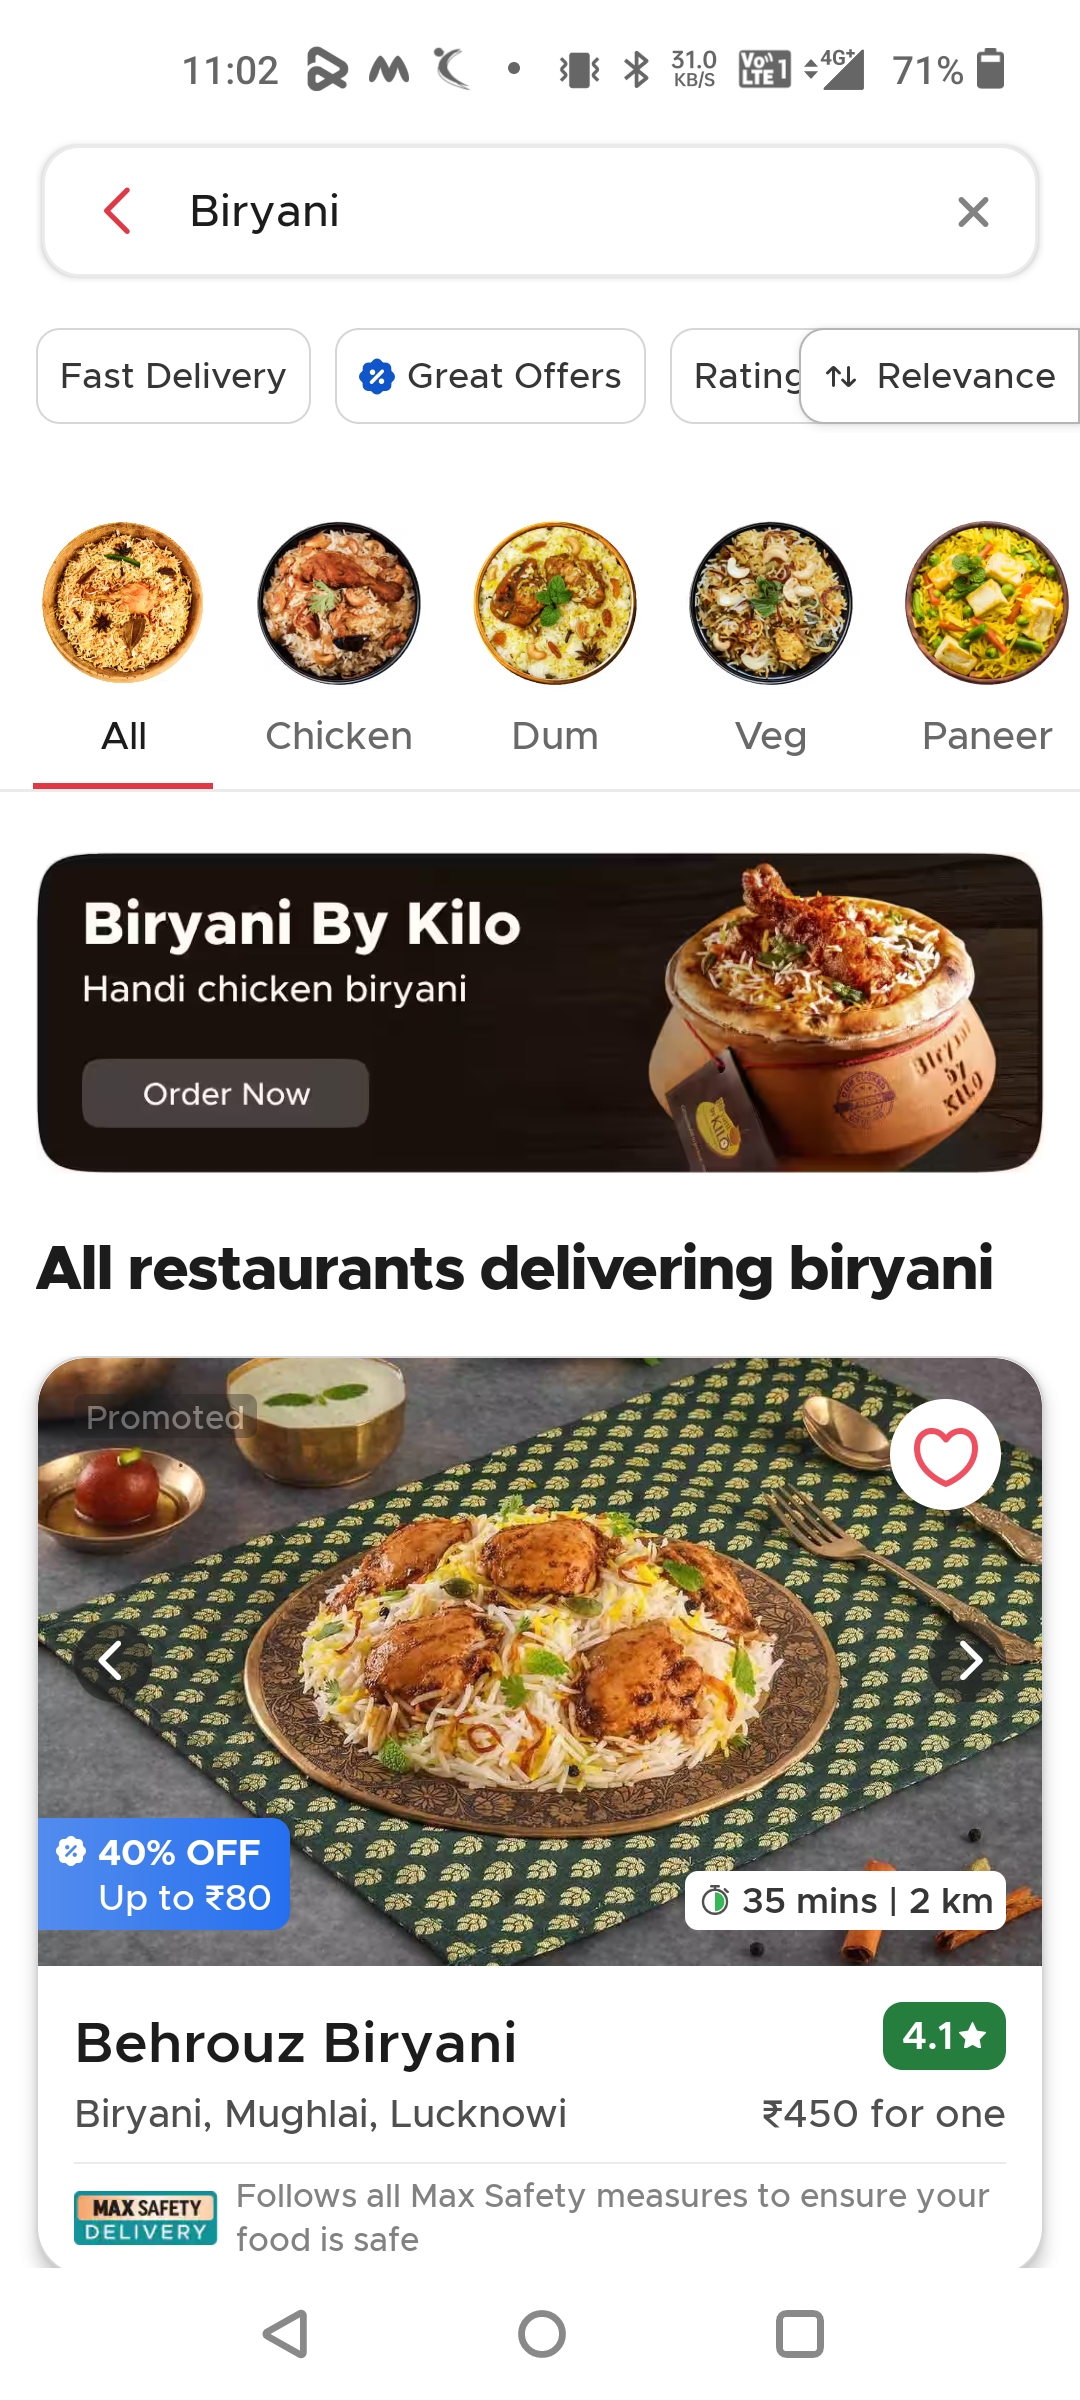 11:02
31.0
KB/S
Vo
LTE 1
4G+
71%
Biryani
Fast Delivery
Great Offers
Rating
Relevance
All
Chicken
Dum
Veg
Paneer
Biryani By Kilo
Handi chicken biryani
Order Now
Biryani
by
KILO
KILO
All restaurants delivering biryani
Promoted
40% OFF
Up to ₹80
35 mins | 2 km
Behrouz Biryani
4.1★
Biryani, Mughlai, Lucknowi
₹450 for one
MAX SAFETY
DELIVERY
Follows all Max Safety measures to ensure your
food is safe